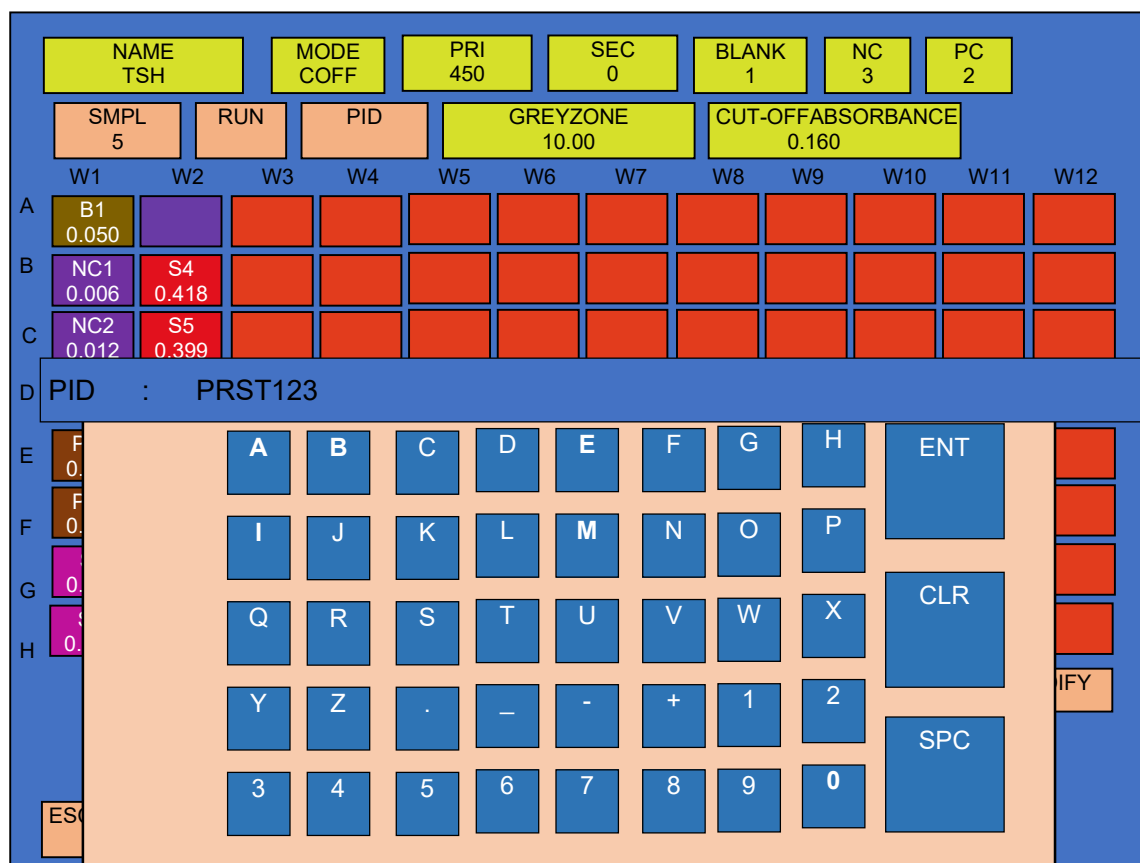 NAME MODE PRI SEC BLANK NC PC
TSH COFF 450 0 1 3 2
SMPL RUN PID GREYZONE CUT-OFFABSORBANCE
5 10.00 0.160
W1 W2 W3 W4 W5 W6 W7 W8 W9 W10 W11 W12
A B1
0.050
B NC1 S4
0.006 0.418
C NC2 S5
0.012 0.399
D PID : PRST123
E A B C D E F G H ENT
F I J K L M N O P
G CLR
H Q R S T U V W X
Y Z . _ - + 1 2
SPC
3 4 5 6 7 8 9 0